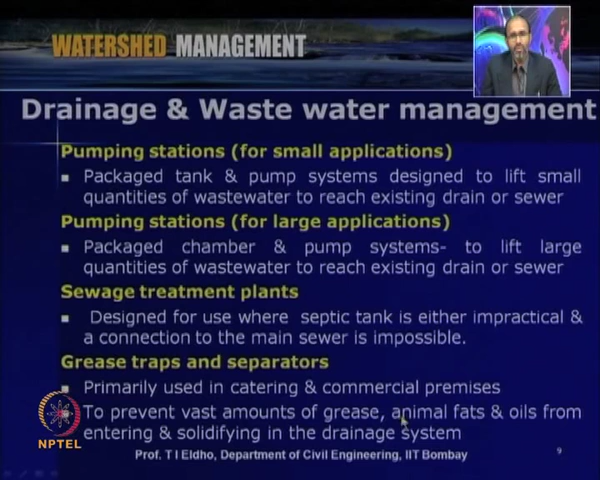 WATERSHED MANAGEMENT
Drainage & Waste water management
Pumping stations (for small applications)
Packaged tank & pump systems designed to lift small
quantities of wastewater to reach existing drain or sewer
Pumping stations (for large applications)
Packaged chamber & pump systems- to lift large
quantities of wastewater to reach existing drain or sewer
Sewage treatment plants
Designed for use where septic tank is either impractical &
a connection to the main sewer is impossible.
Grease traps and separators
Primarily used in catering & commercial premises
To prevent vast amounts of grease, animal fats & oils from
entering & solidifying in the drainage system
NPTEL
Prof. T I Eldho, Department of Civil Engineering, IIT Bombay
9